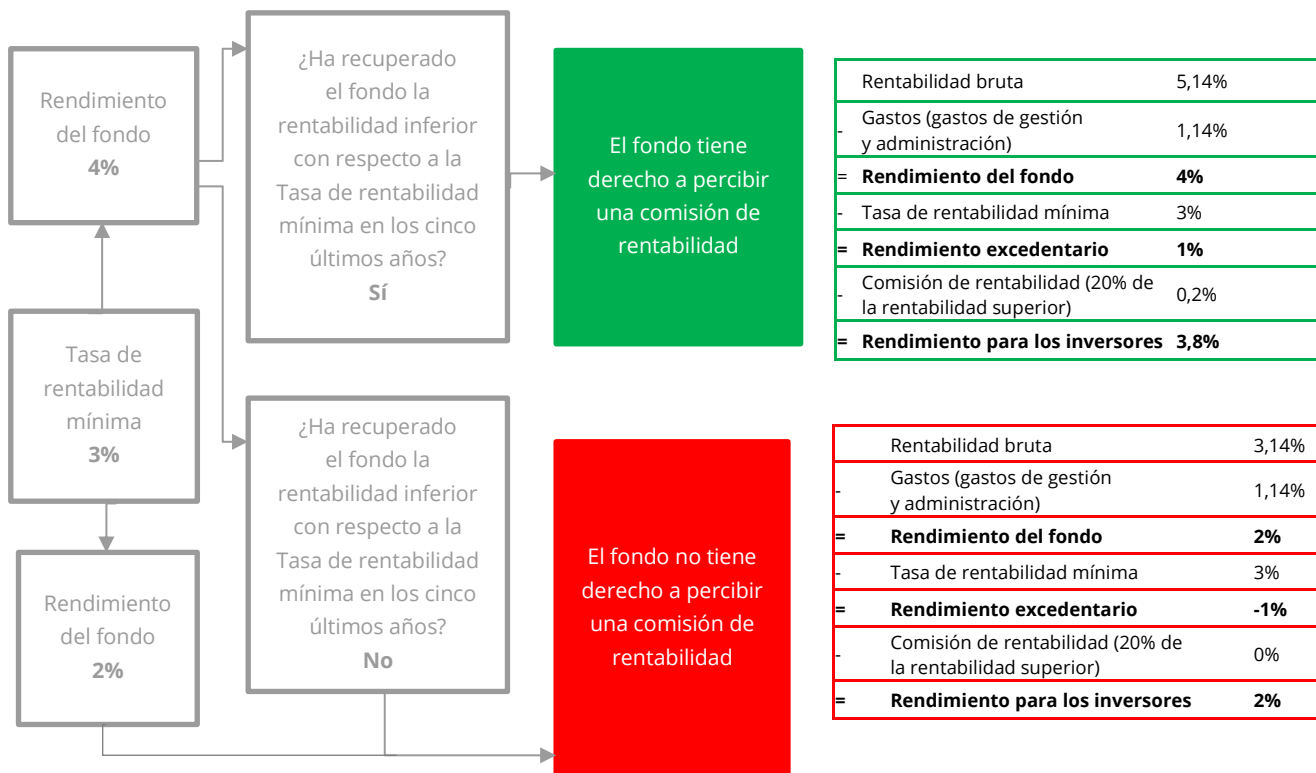 Rendimiento
del fondo
4%
Tasa de
rentabilidad
mínima
3%
Rendimiento
del fondo
2%
¿Ha recuperado
el fondo la
rentabilidad inferior
con respecto a la
Tasa de rentabilidad
mínima en los cinco
últimos años?
Sí
¿Ha recuperado
el fondo la
rentabilidad inferior
con respecto a la
Tasa de rentabilidad
mínima en los cinco
últimos años?
No
El fondo tiene
derecho a percibir
una comisión de
rentabilidad
El fondo no tiene
derecho a percibir
una comisión de
rentabilidad
Rentabilidad bruta 5,14%
- Gastos (gastos de gestión
y administración) 1,14%
= Rendimiento del fondo 4%
- Tasa de rentabilidad mínima 3%
= Rendimiento excedentario 1%
- Comisión de rentabilidad (20% de
la rentabilidad superior) 0,2%
= Rendimiento para los inversores 3,8%
Rentabilidad bruta 3,14%
- Gastos (gastos de gestión
y administración) 1,14%
= Rendimiento del fondo 2%
- Tasa de rentabilidad mínima 3%
= Rendimiento excedentario -1%
- Comisión de rentabilidad (20% de
la rentabilidad superior) 0%
= Rendimiento para los inversores 2%